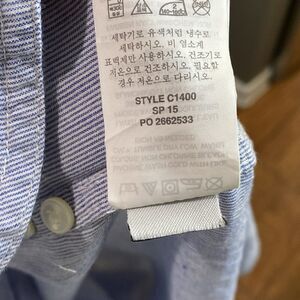 세탁기로 유색처럼 냉수로
세탁하시오. 비 염소계
표백제만 사용하시오. 건조기로
저온으로 건조하시오. 필요할
경우 저온으로 다리시오.
STYLE C1400
SP 15
PO 2662533